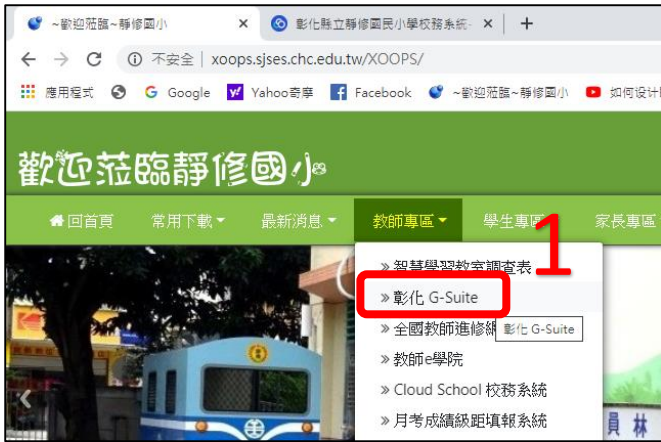 ~歡迎蒞臨~靜修國小
彰化縣立靜修國民小學校務系統-
不安全 | xoops.sjses.chc.edu.tw/XOOPS/
應用程式 Google Yahoo奇摩 Facebook ~歡迎蒞臨~靜修國小 如何设计
歡迎蒞臨靜修國小
回首頁 常用下載 最新消息 教師專區 學生專區 家長專區
1
»智慧學習教室調查表
»彰化 G-Suite
»全國教師進修
彰化 G-Suite
»教師e學院
»Cloud School 校務系統
»月考成績級距填報系統
員林